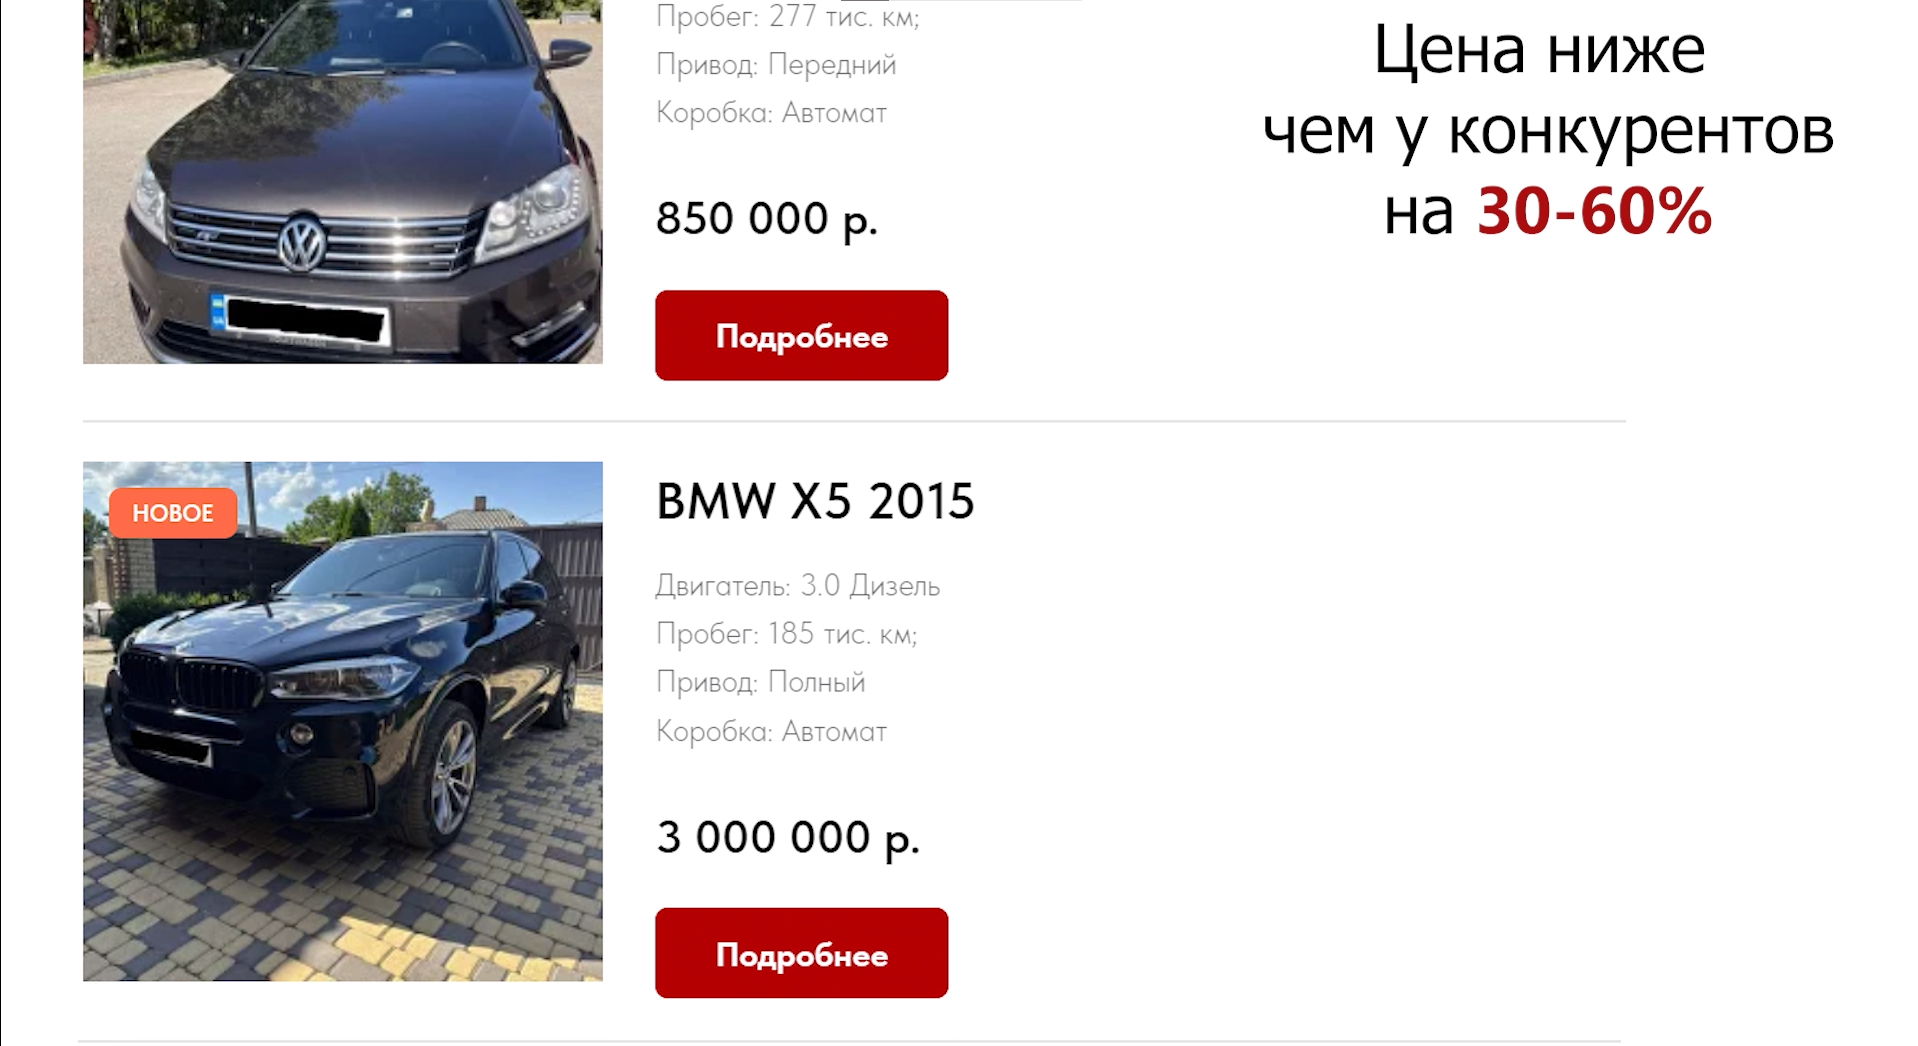 Пробег: 277 тис. км;
Привод: Передний
Коробка: Автомат
850 000 р.
Подробнее
Цена ниже
чем у конкурентов
на 30-60%
НОВОЕ
BMW X5 2015
Двигатель: 3.0 Дизель
Пробег: 185 тис. км;
Привод: Полный
Коробка: Автомат
3 000 000 р.
Подробнее